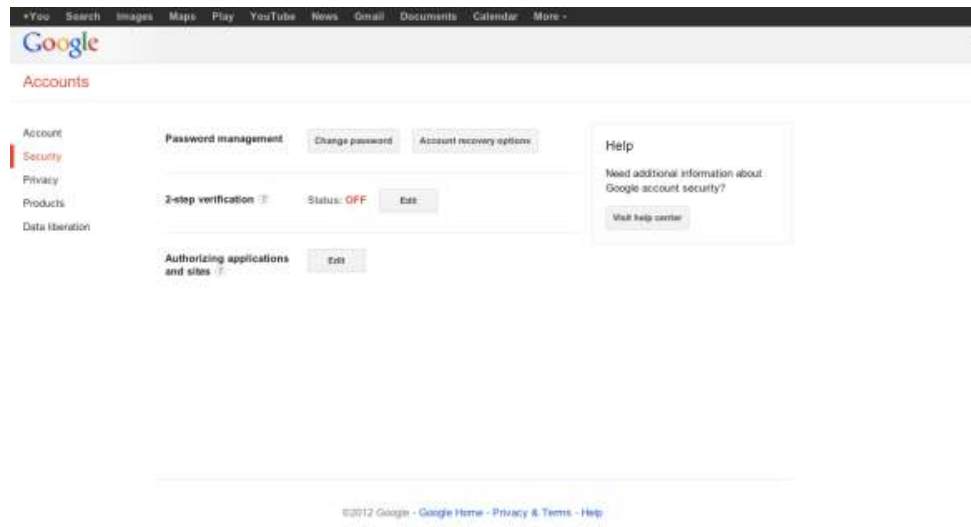 +You Search Images Maps Play YouTube News Gmail Documents Calendar More -
Google
Accounts
Account
Security
Privacy
Products
Data liberation
Password management Change password Account recovery options
2-step verification ? Status: OFF Edit
Authorizing applications
and sites ? Edit
Help
Need additional information about
Google account security?
Visit help center
©2012 Google - Google Home - Privacy & Terms - Help